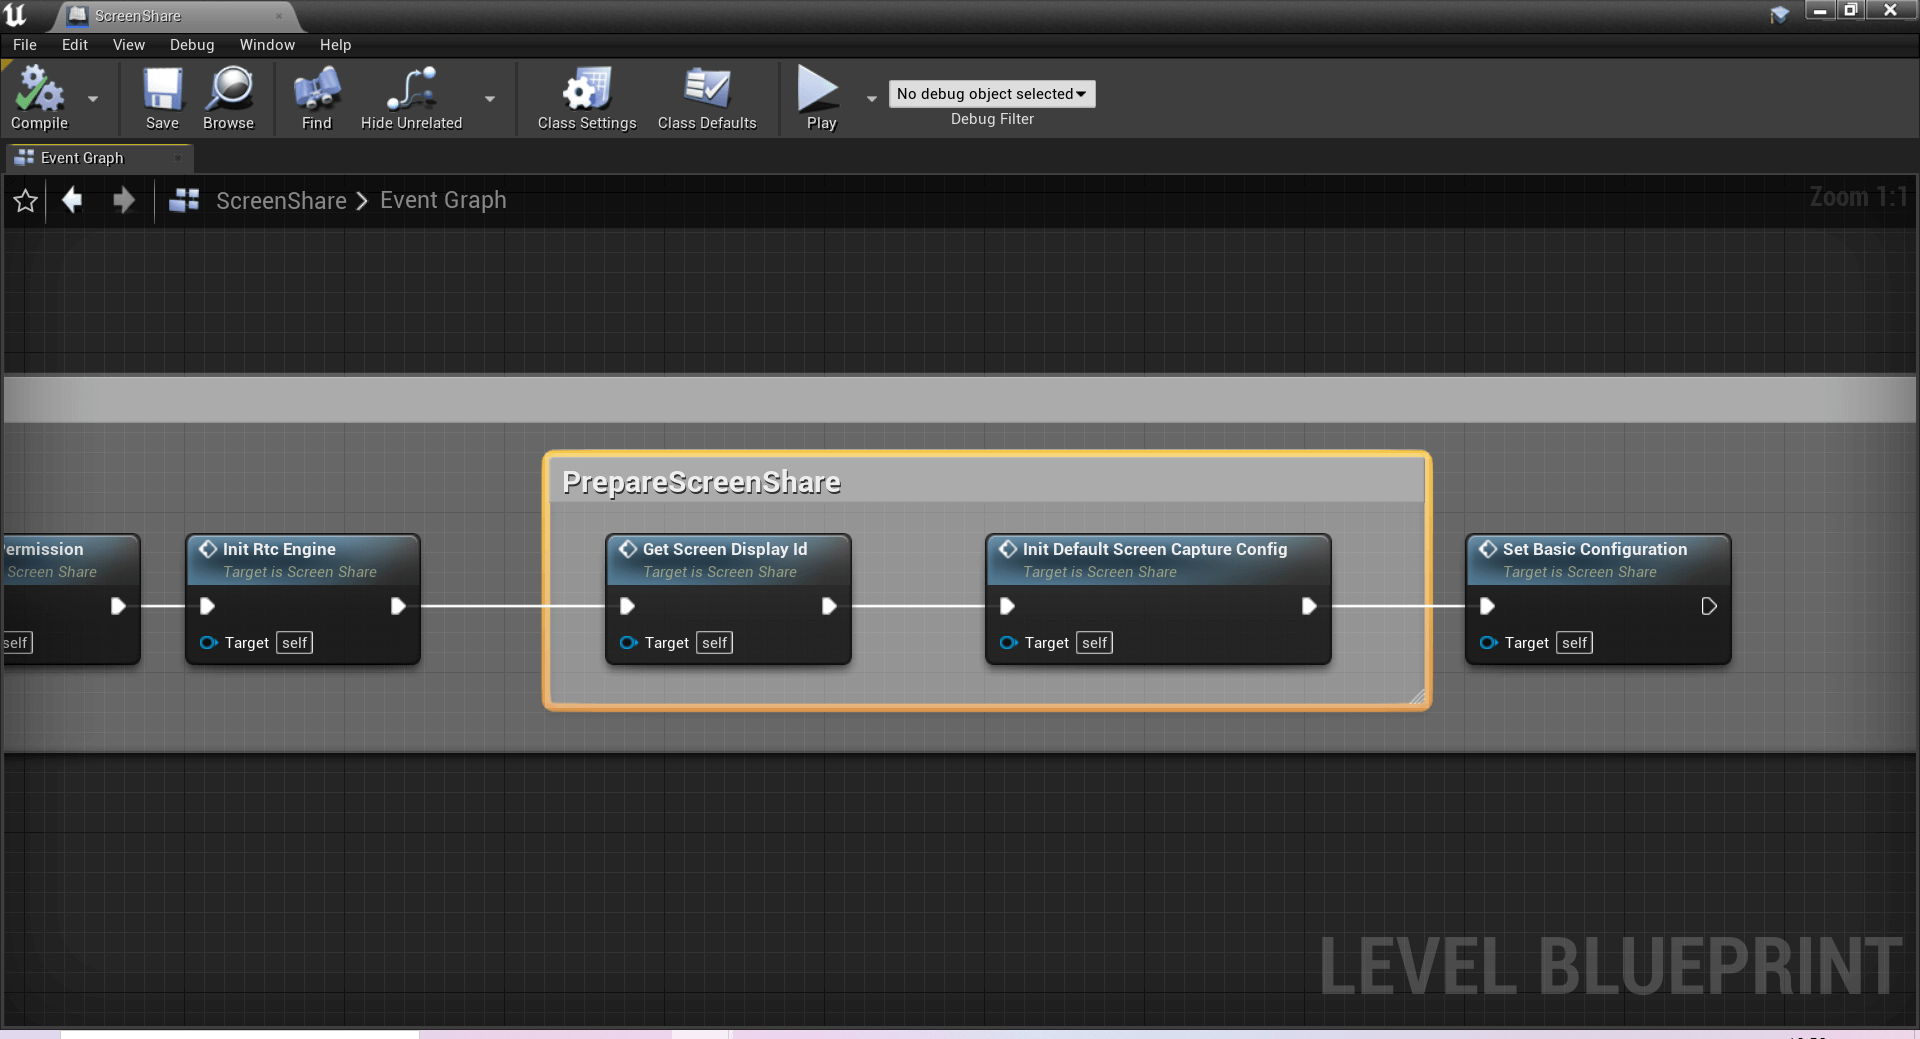 ScreenShare
File Edit View Debug Window Help
Compile Save Browse Find Hide Unrelated Class Settings Class Defaults Play
No debug object selected
Debug Filter
Event Graph
ScreenShare Event Graph
Zoom 1:1
PrepareScreenShare
ermission
Screen Share
self
Init Rtc Engine
Target is Screen Share
Target self
Get Screen Display Id
Target is Screen Share
Target self
Init Default Screen Capture Config
Target is Screen Share
Target self
Set Basic Configuration
Target is Screen Share
Target self
LEVEL BLUEPRINT